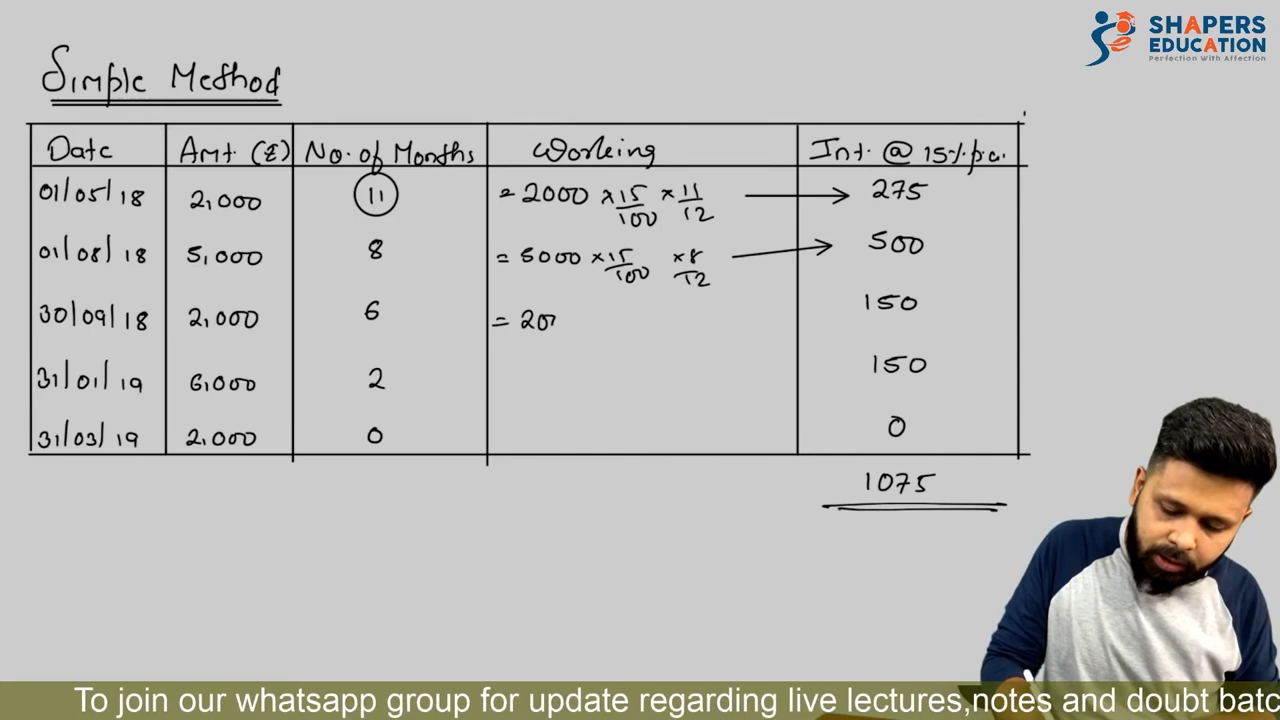 SHAPERS
EDUCATION
Perfection With Affection
Simple Method
Date Amt (₹) No. of Months Working Int. @ 15% p.a.
01/05/18 2,000 11 = 2000 × 15/100 × 11/12 → 275
01/08/18 5,000 8 = 5000 × 15/100 × 8/12 → 500
30/09/18 2,000 6 = 200 150
31/01/19 6,000 2 150
31/03/19 2,000 0 0
1075
To join our whatsapp group for update regarding live lectures,notes and doubt batc